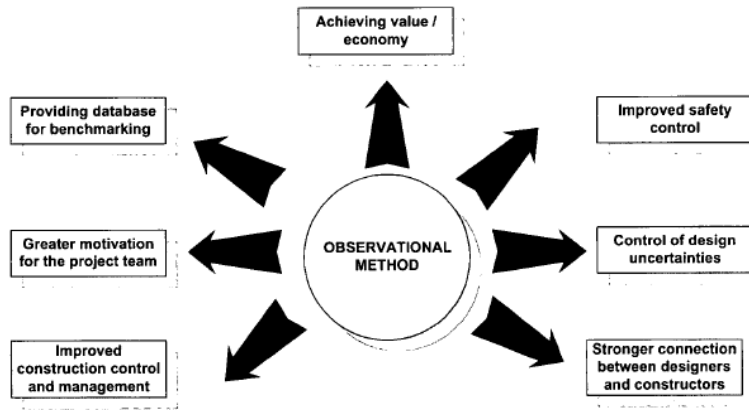 Achieving value /
economy
Providing database
for benchmarking
Improved safety
control
Greater motivation
for the project team
OBSERVATIONAL
METHOD
Control of design
uncertainties
Improved
construction control
and management
Stronger connection
between designers
and constructors